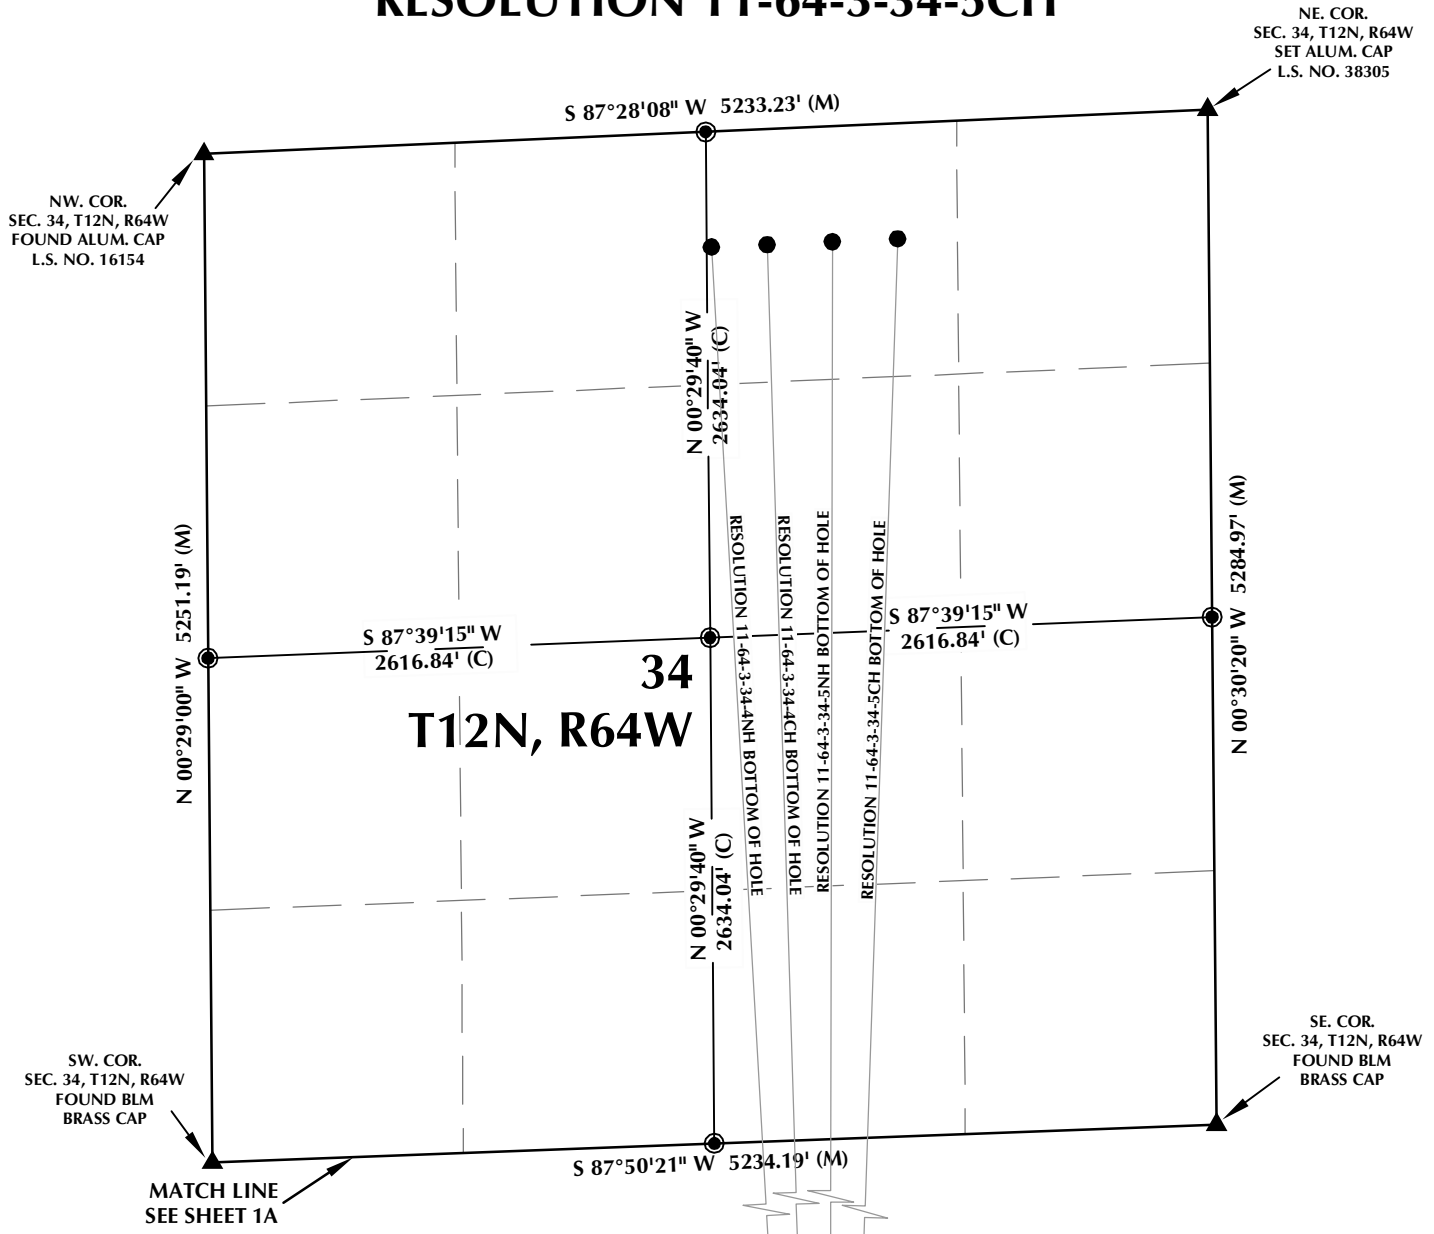 RESOLUTION 11-64-3-34-5CH
NE. COR.
SEC. 34, T12N, R64W
SET ALUM. CAP
L.S. NO. 38305
S 87°28'08" W 5233.23' (M)
NW. COR.
SEC. 34, T12N, R64W
FOUND ALUM. CAP
L.S. NO. 16154
N 00°29'40" W
2634.04' (C)
N 00°29'00" W 5251.19' (M)
N 00°30'20" W 5284.97' (M)
RESOLUTION 11-64-3-34-4NH BOTTOM OF HOLE
RESOLUTION 11-64-3-34-4CH BOTTOM OF HOLE
RESOLUTION 11-64-3-34-5NH BOTTOM OF HOLE
RESOLUTION 11-64-3-34-5CH BOTTOM OF HOLE
S 87°39'15" W
2616.84' (C)
S 87°39'15" W
2616.84' (C)
34
T12N, R64W
N 00°29'40" W
2634.04' (C)
SW. COR.
SEC. 34, T12N, R64W
FOUND BLM
BRASS CAP
SE. COR.
SEC. 34, T12N, R64W
FOUND BLM
BRASS CAP
S 87°50'21" W 5234.19' (M)
MATCH LINE
SEE SHEET 1A